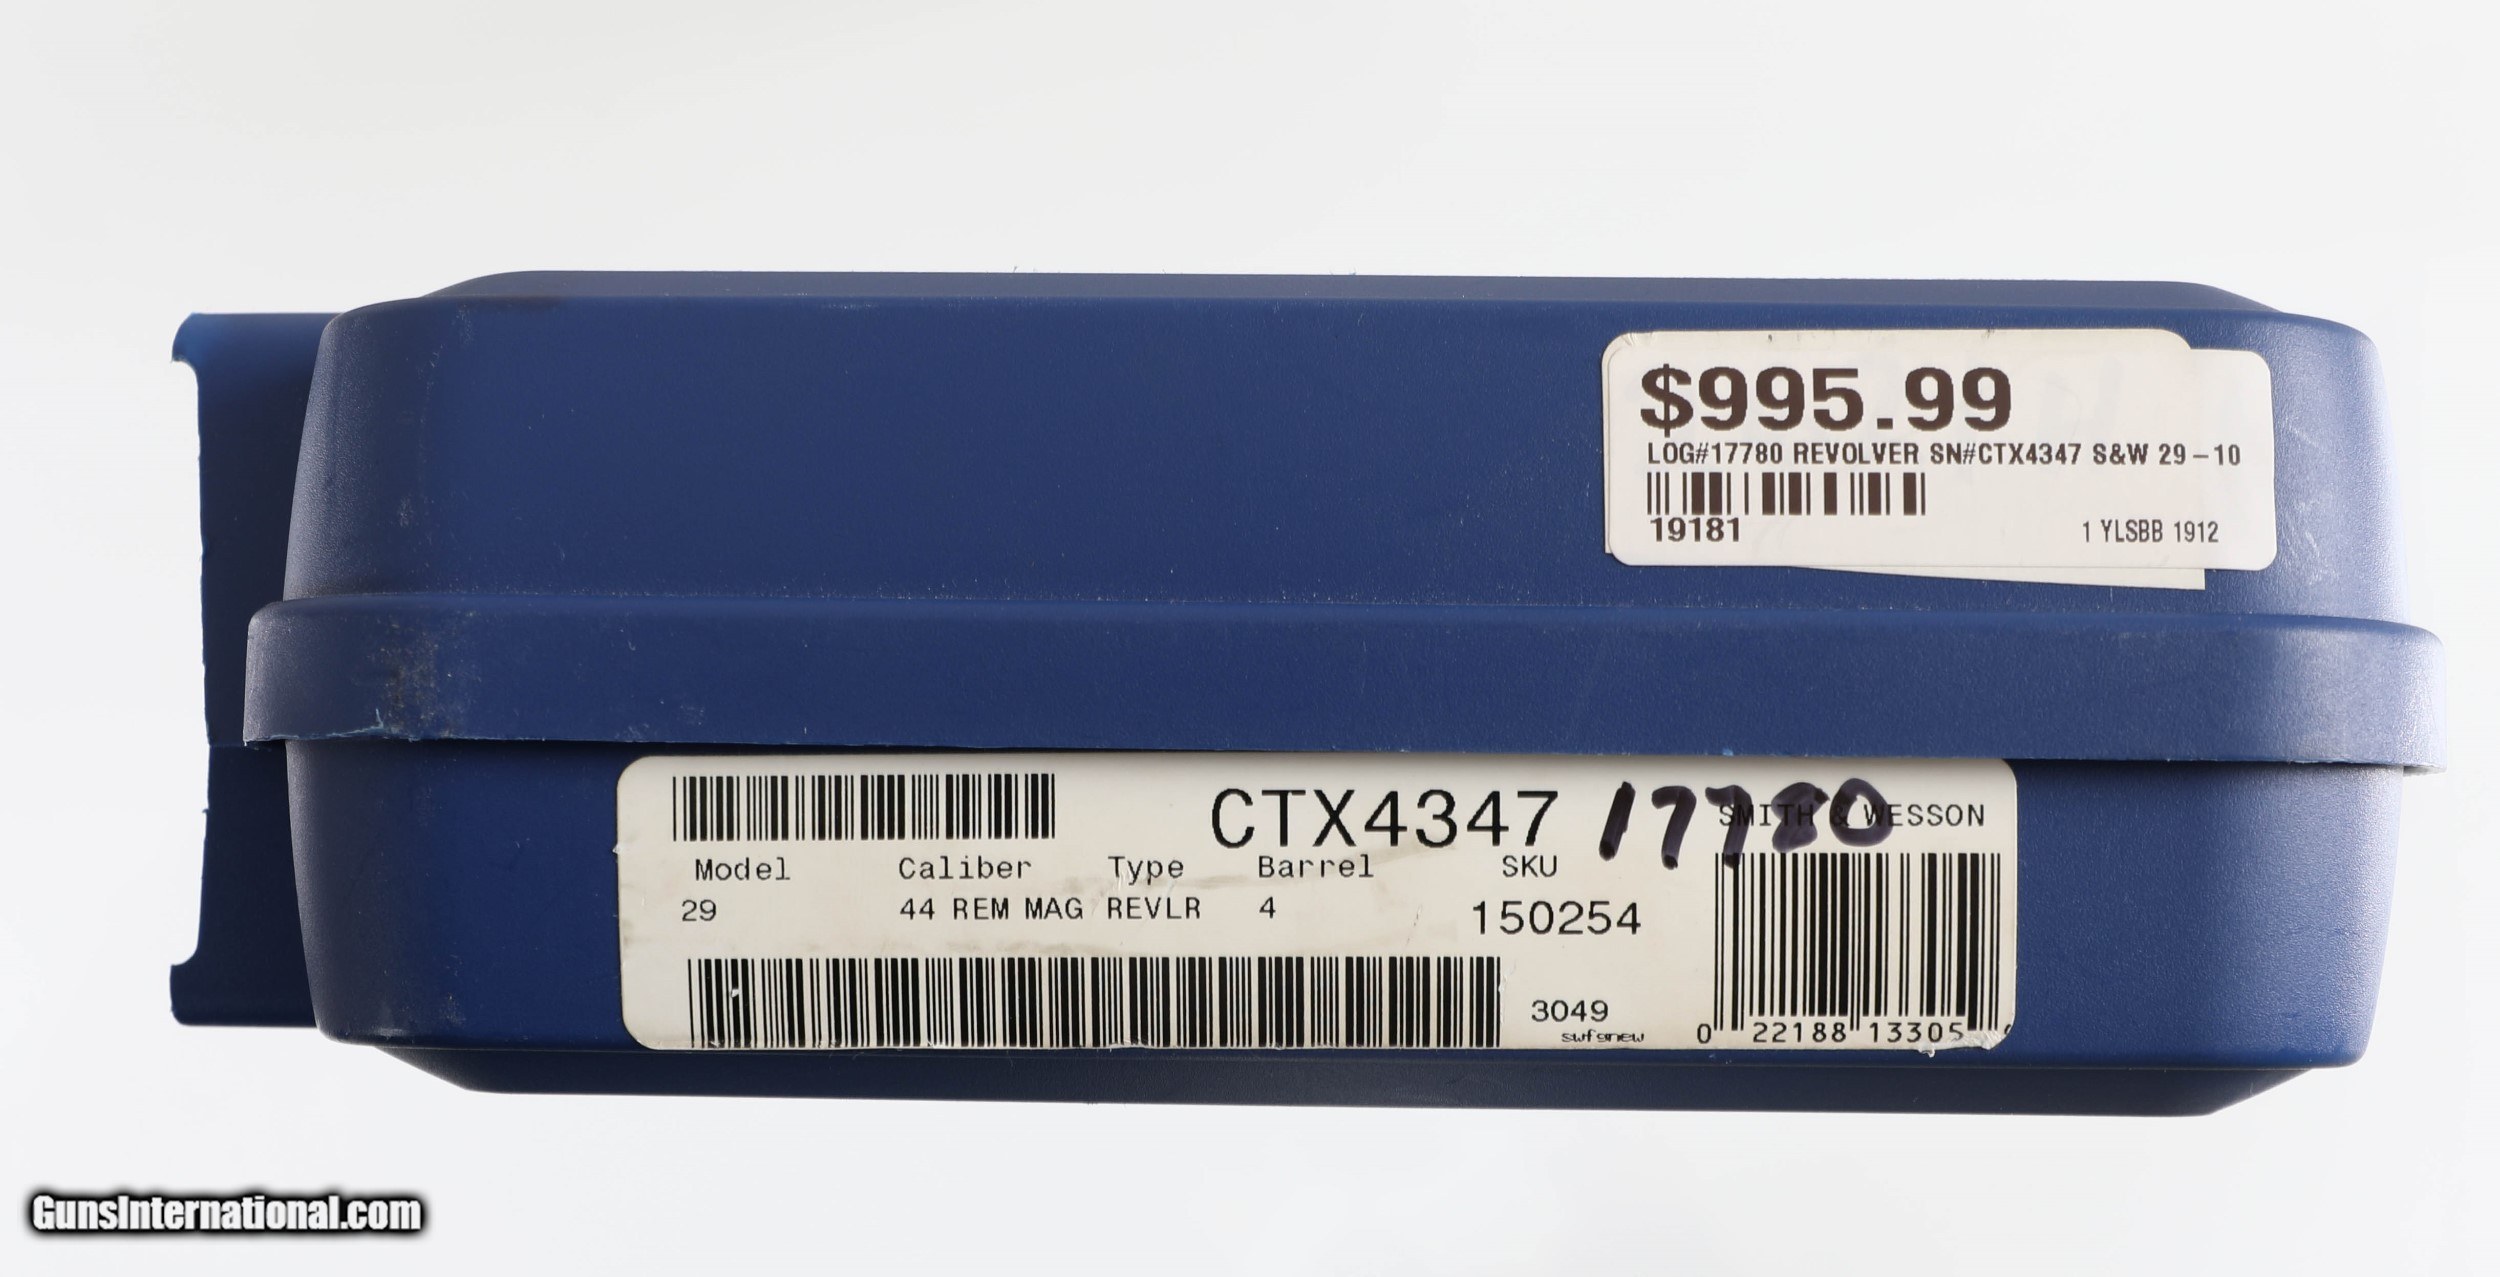 $995.99
LOG#17780 REVOLVER SN#CTX4347 S&W 29-10
19181
1 YLSBB 1912
CTX4347 17780 SMITH & WESSON
Model Caliber Type Barrel SKU
29 44 REM MAG REVLR 4 150254
3049
swfgnew
0 22188 13305
GunsInternational.com